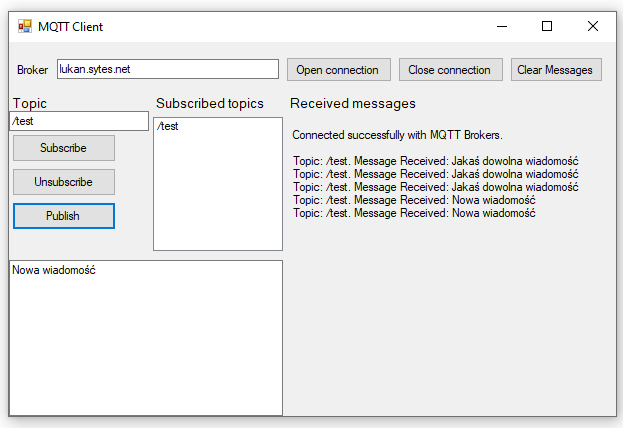 MQTT Client
Broker lukan.sytes.net Open connection Close connection Clear Messages
Topic Subscribed topics Received messages
/test
/test
Subscribe
Unsubscribe
Publish
Connected successfully with MQTT Brokers.
Topic: /test. Message Received: Jakaś dowolna wiadomość
Topic: /test. Message Received: Jakaś dowolna wiadomość
Topic: /test. Message Received: Jakaś dowolna wiadomość
Topic: /test. Message Received: Nowa wiadomość
Topic: /test. Message Received: Nowa wiadomość
Nowa wiadomość